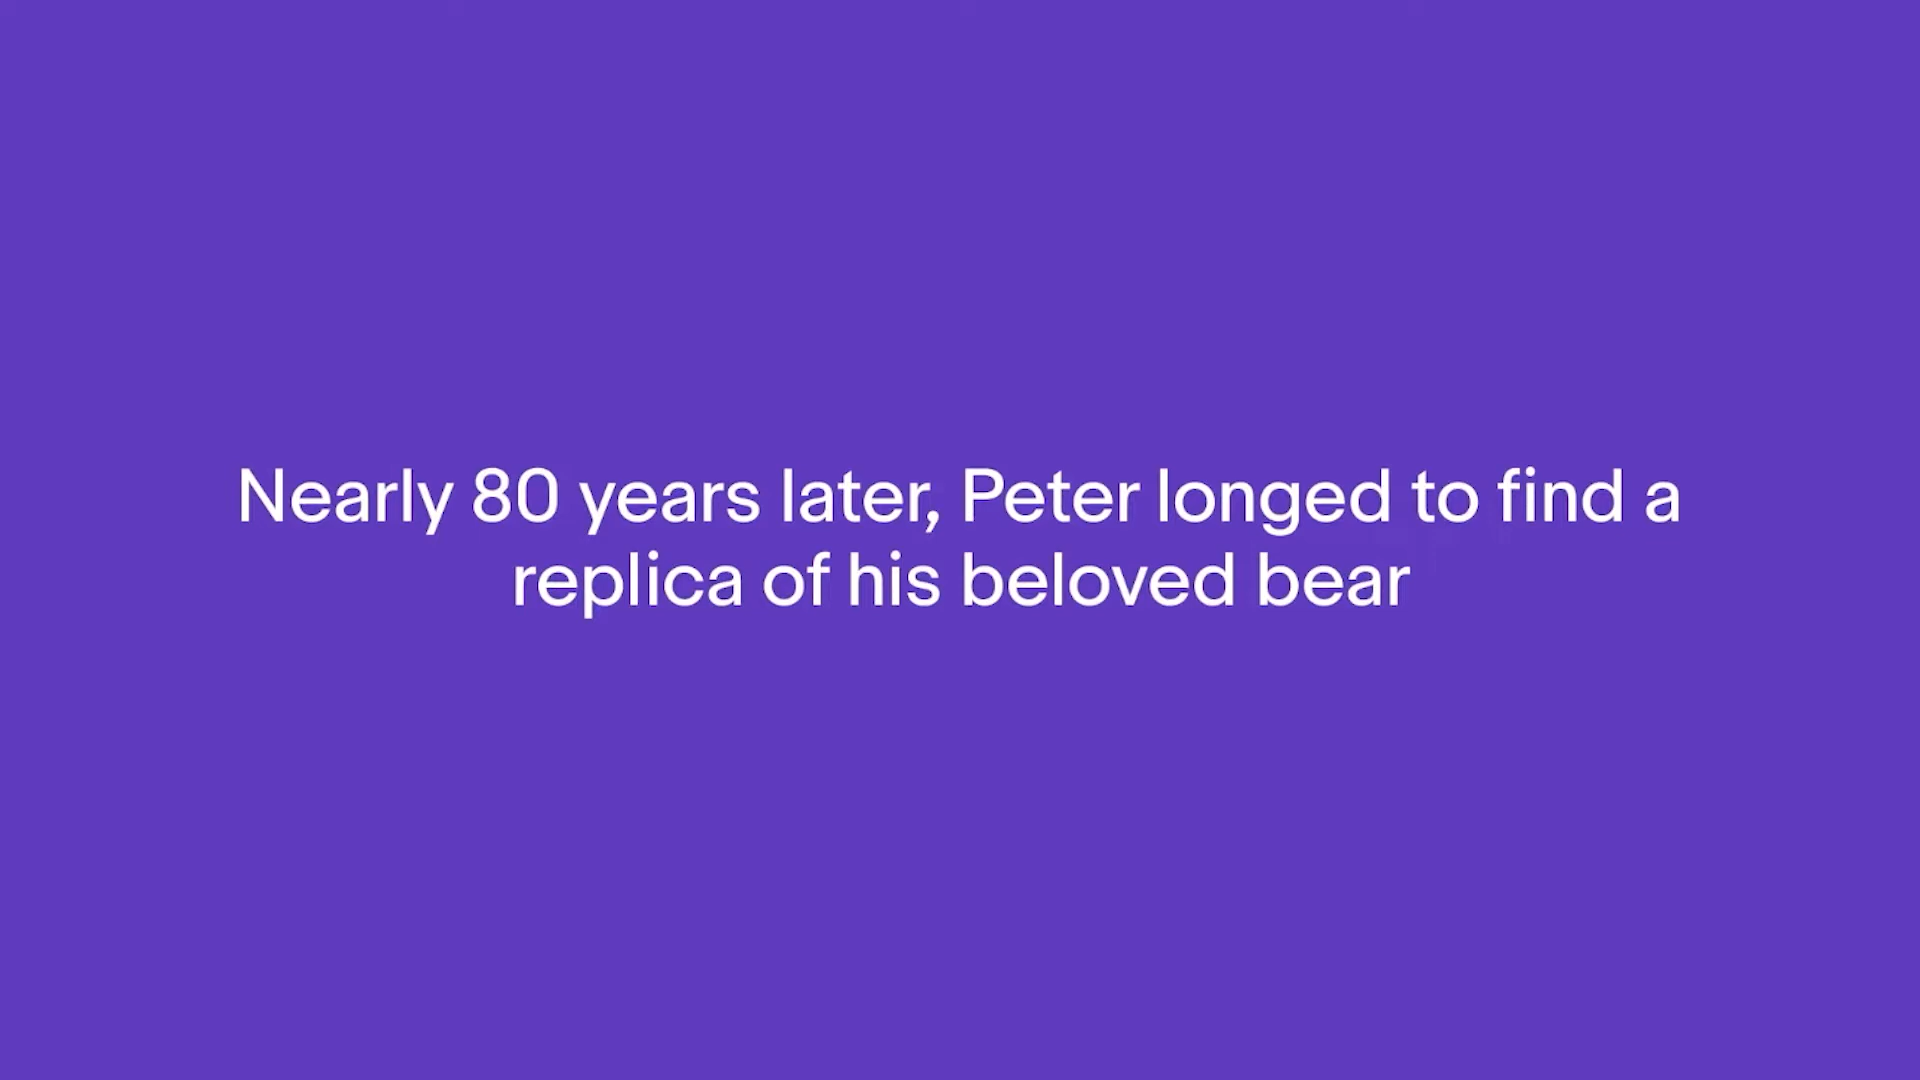 Nearly 80 years later, Peter longed to find a
replica of his beloved bear